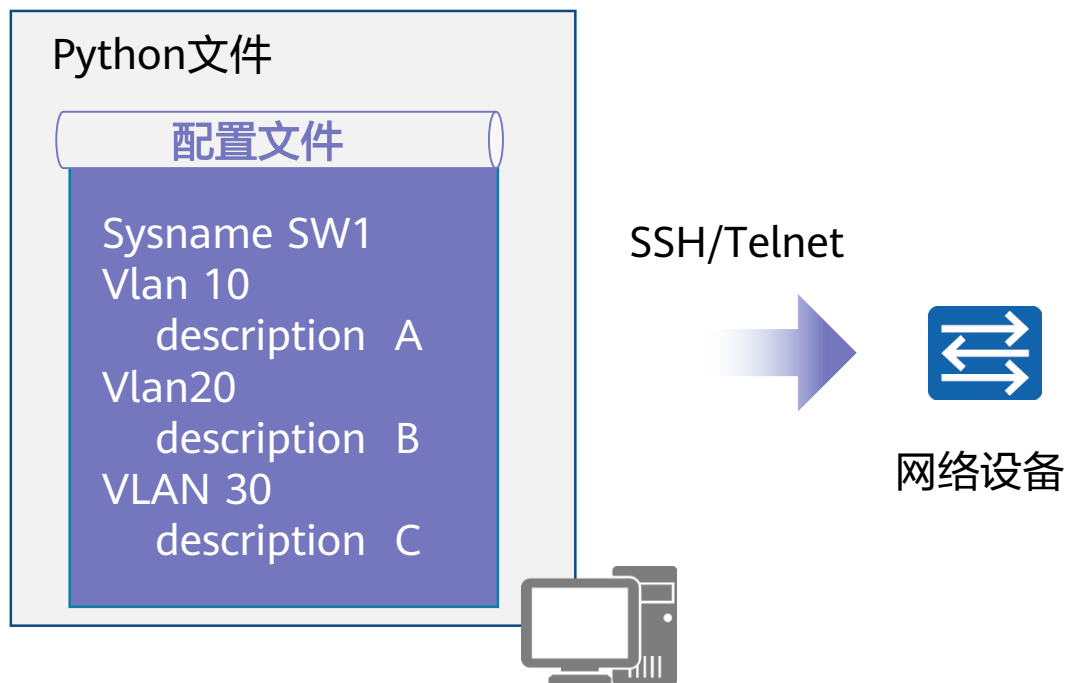 Python文件
配置文件
Sysname SW1
Vlan 10
description A
Vlan20
description B
VLAN 30
description C
SSH/Telnet
网络设备